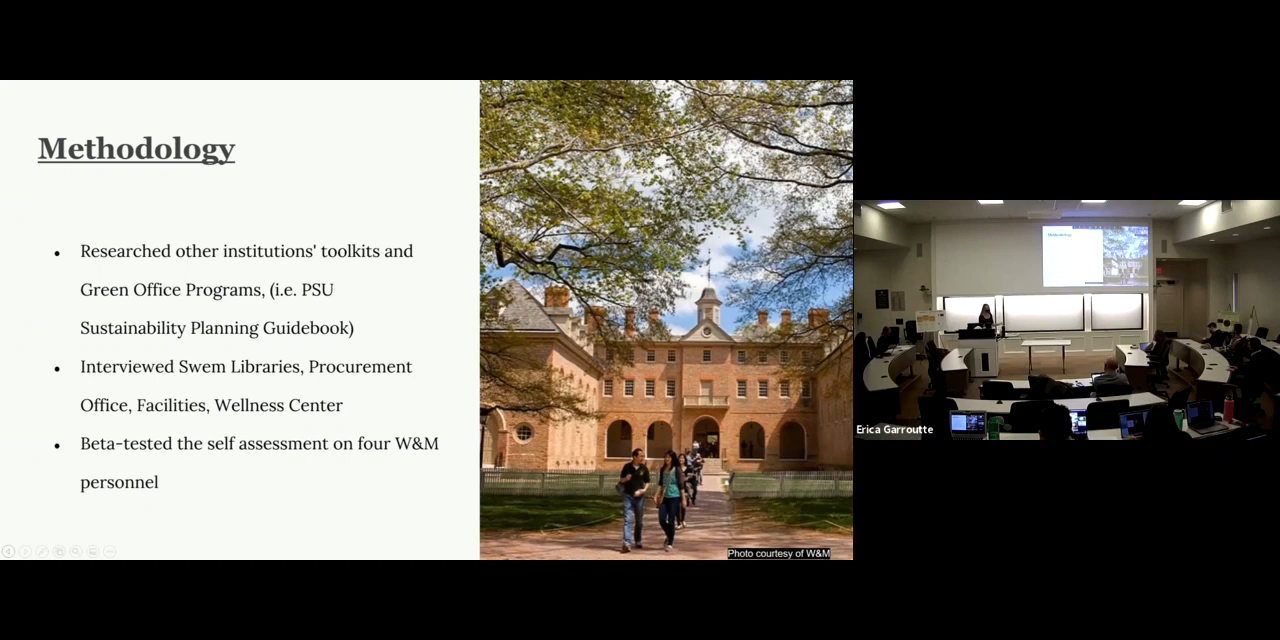 Methodology
Researched other institutions' toolkits and
Green Office Programs, (i.e. PSU
Sustainability Planning Guidebook)
Interviewed Swem Libraries, Procurement
Office, Facilities, Wellness Center
Beta-tested the self assessment on four W&M
personnel
Photo courtesy of W&M
Methodology
Erica Garroutte